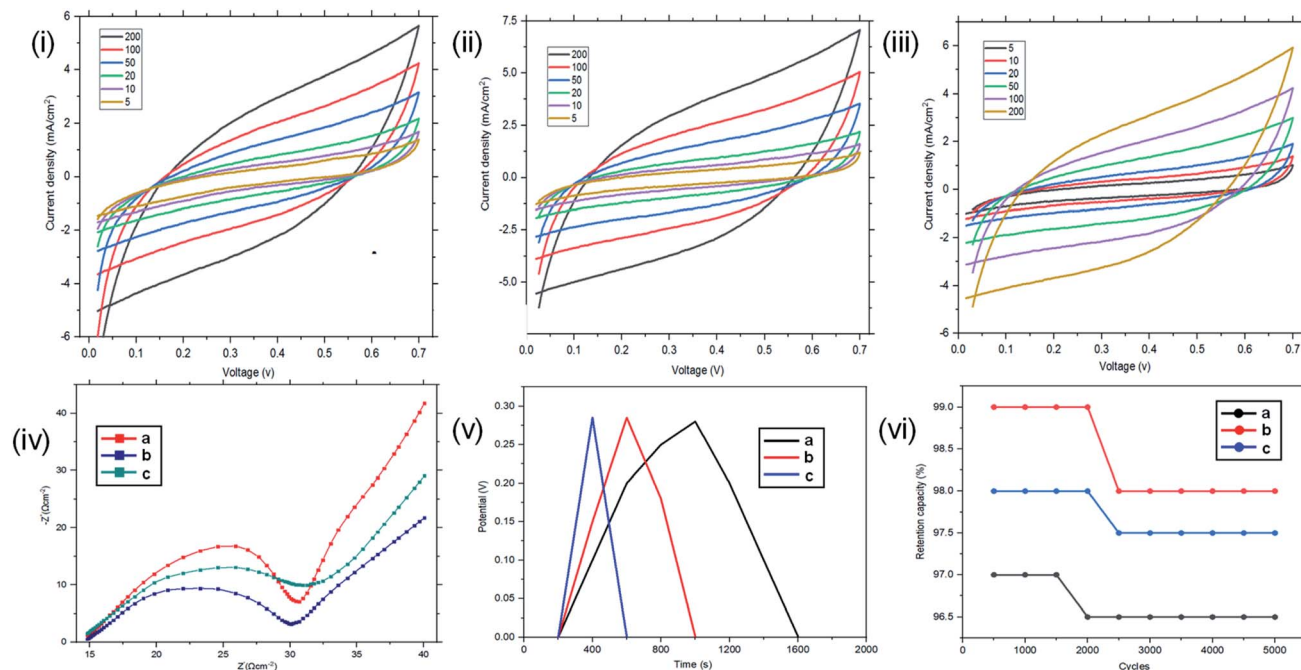 (i)
200
100
50
20
10
5
Current density (mA/cm²)
6
4
2
0
-2
-4
-6
0.0 0.1 0.2 0.3 0.4 0.5 0.6 0.7
Voltage (v)
(ii)
200
100
50
20
10
5
Current density (mA/cm²)
7.5
5.0
2.5
0.0
-2.5
-5.0
0.0 0.1 0.2 0.3 0.4 0.5 0.6 0.7
Voltage (V)
(iii)
5
10
20
50
100
200
Current density (mA/cm²)
6
4
2
0
-2
-4
-6
0.0 0.1 0.2 0.3 0.4 0.5 0.6 0.7
Voltage (V)
(iv)
a
b
c
-Z'(Ωcm⁻²)
40
30
20
10
0
15 20 25 30 35 40
Z'(Ωcm⁻²)
(v)
a
b
c
Potential (V)
0.30
0.25
0.20
0.15
0.10
0.05
0.00
0 200 400 600 800 1000 1200 1400 1600 1800 2000
Time (s)
(vi)
a
b
c
Retention capacity (%)
99.0
98.5
98.0
97.5
97.0
96.5
0 1000 2000 3000 4000 5000
Cycles